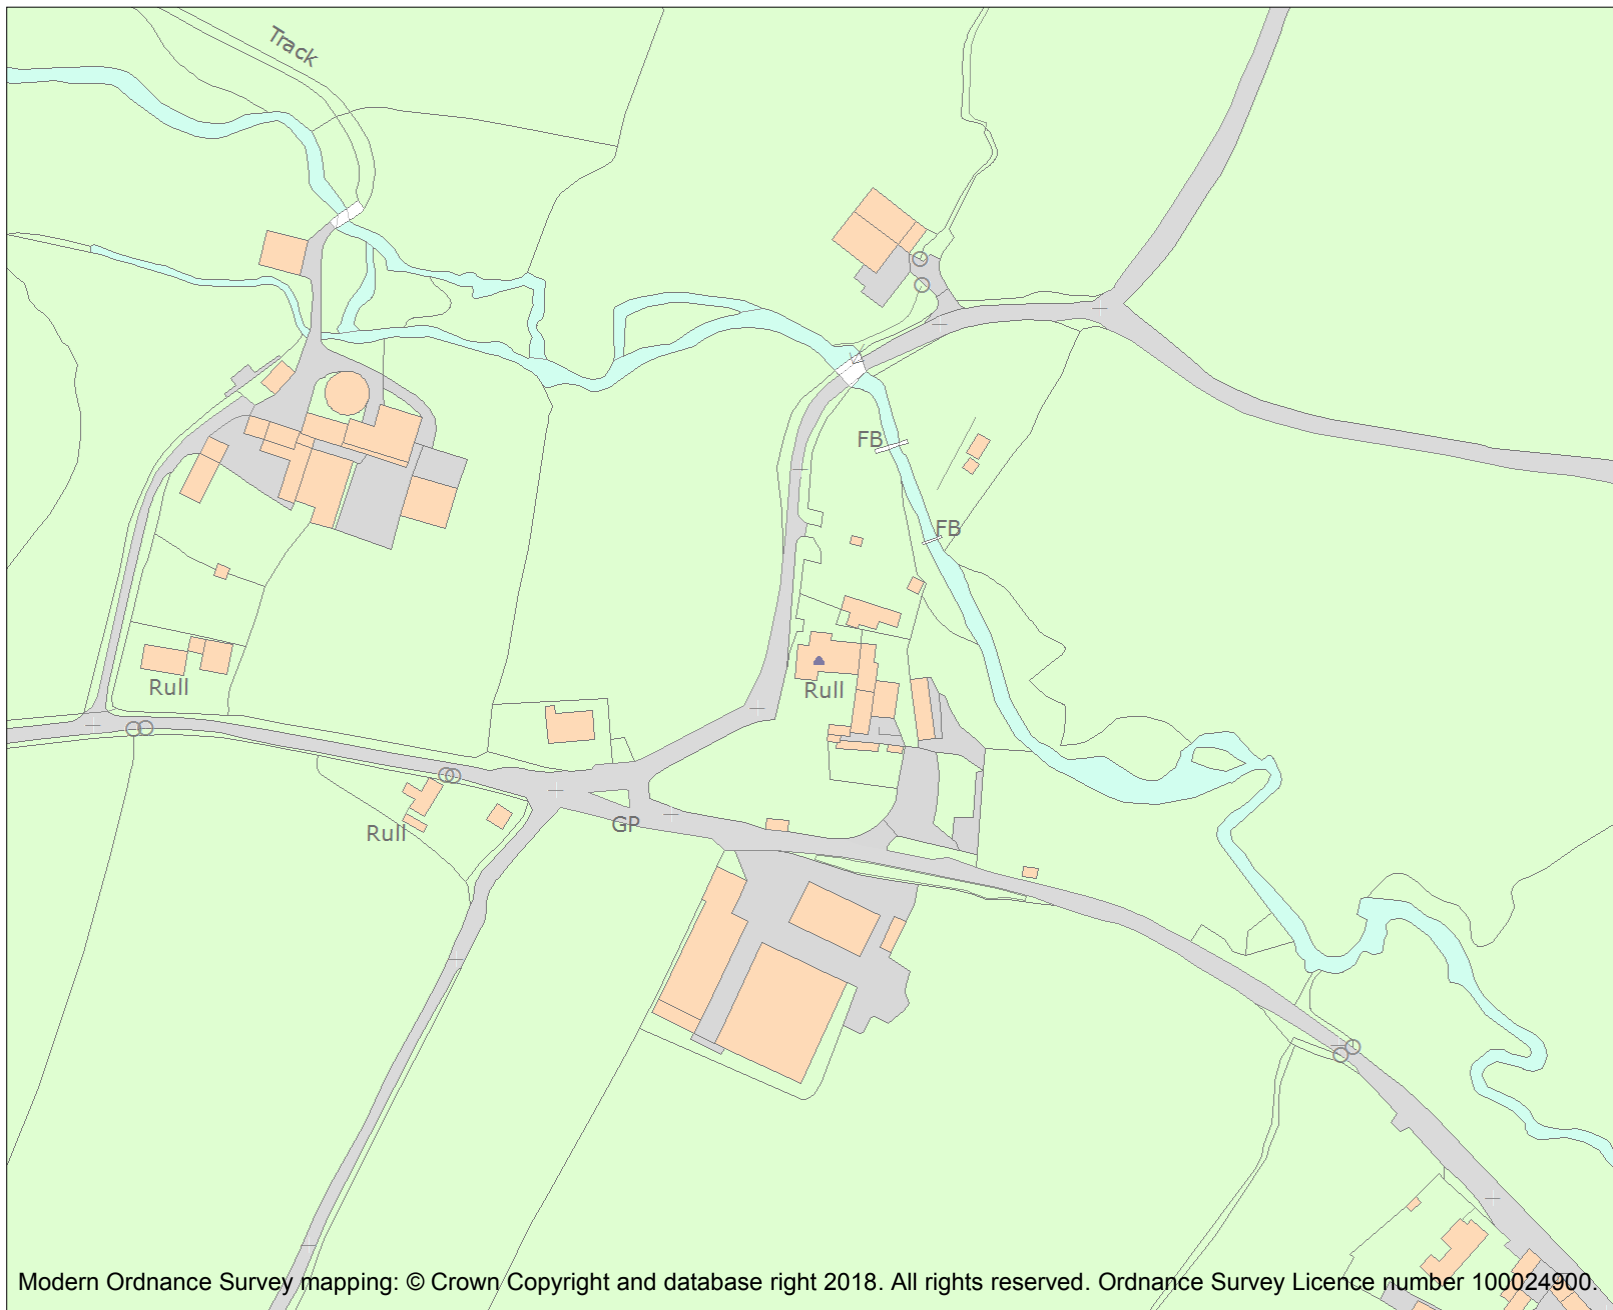 Track
FB
FB
Rull
Rull
Rull
GP
Modern Ordnance Survey mapping: © Crown Copyright and database right 2018. All rights reserved. Ordnance Survey Licence number 100024900.